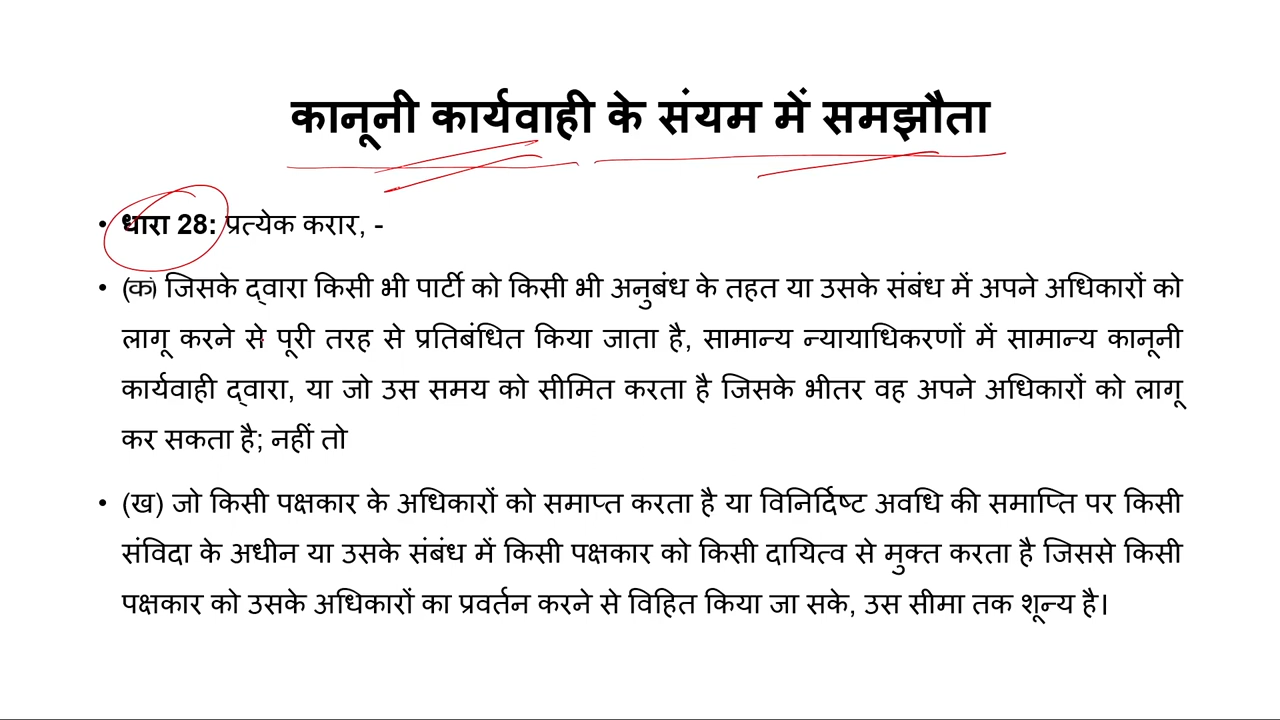 कानूनी कार्यवाही के संयम में समझौता
• धारा 28: प्रत्येक करार, -
• (क) जिसके द्वारा किसी भी पार्टी को किसी भी अनुबंध के तहत या उसके संबंध में अपने अधिकारों को
लागू करने से पूरी तरह से प्रतिबंधित किया जाता है, सामान्य न्यायाधिकरणों में सामान्य कानूनी
कार्यवाही द्वारा, या जो उस समय को सीमित करता है जिसके भीतर वह अपने अधिकारों को लागू
कर सकता है; नहीं तो
• (ख) जो किसी पक्षकार के अधिकारों को समाप्त करता है या विनिर्दिष्ट अवधि की समाप्ति पर किसी
संविदा के अधीन या उसके संबंध में किसी पक्षकार को किसी दायित्व से मुक्त करता है जिससे किसी
पक्षकार को उसके अधिकारों का प्रवर्तन करने से विहित किया जा सके, उस सीमा तक शून्य है।